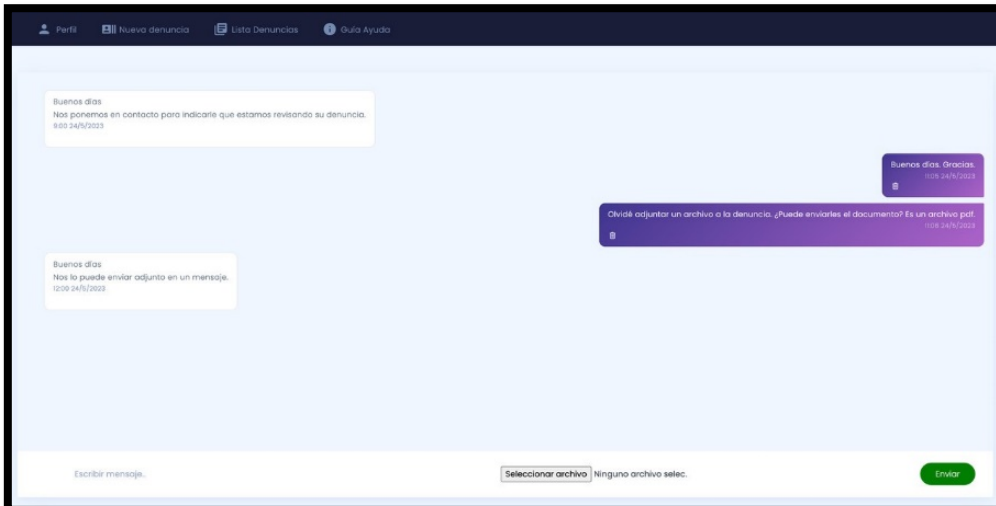 Perfil Nueva denuncia Lista Denuncias Guía Ayuda
Buenos días
Nos ponemos en contacto para indicarle que estamos revisando su denuncia.
9:00 24/5/2023
Buenos días. Gracias.
11:05 24/5/2023
Olvidé adjuntar un archivo a la denuncia. ¿Puede enviarles el documento? Es un archivo pdf.
11:08 24/5/2023
Buenos días
Nos lo puede enviar adjunto en un mensaje.
12:00 24/5/2023
Escribir mensaje..
Seleccionar archivo Ninguno archivo selec.
Enviar